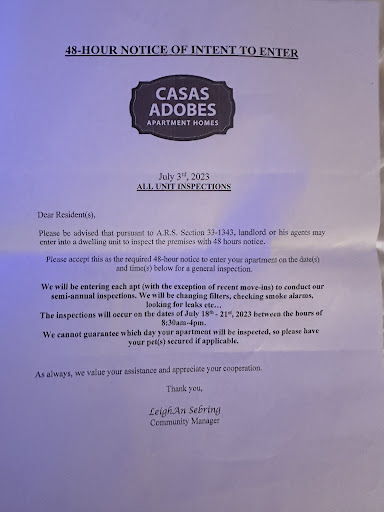 48-HOUR NOTICE OF INTENT TO ENTER
CASAS
ADOBES
APARTMENT HOMES
July 3rd, 2023
ALL UNIT INSPECTIONS
Dear Resident(s),
Please be advised that pursuant to A.R.S. Section 33-1343, landlord or his agents may
enter into a dwelling unit to inspect the premises with 48 hours notice.
Please accept this as the required 48-hour notice to enter your apartment on the date(s)
and time(s) below for a general inspection.
We will be entering each apt (with the exception of recent move-ins) to conduct our
semi-annual inspections. We will be changing filters, checking smoke alarms,
looking for leaks etc…
The inspections will occur on the dates of July 18th - 21st, 2023 between the hours of
8:30am-4pm.
We cannot guarantee which day your apartment will be inspected, so please have
your pet(s) secured if applicable.
As always, we value your assistance and appreciate your cooperation.
Thank you,
LeighAn Sebring
Community Manager